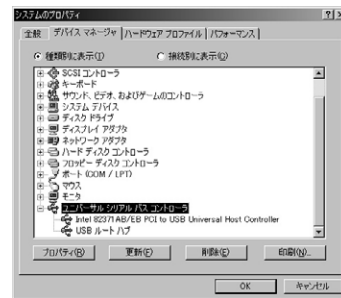 システムのプロパティ
全般 デバイス マネージャ ハードウェア プロファイル パフォーマンス
種類別に表示(T) 接続別に表示(C)
SCSI コントローラ
キーボード
サウンド、ビデオ、およびゲームのコントローラ
システム デバイス
ディスク ドライブ
ディスプレイ アダプタ
ネットワーク アダプタ
ハード ディスク コントローラ
フロッピー ディスク コントローラ
ポート (COM / LPT)
マウス
モニタ
ユニバーサル シリアル バス コントローラ
Intel 82371AB/EB PCI to USB Universal Host Controller
USB ルート ハブ
プロパティ(R) 更新(F) 削除(E) 印刷(N)...
OK キャンセル